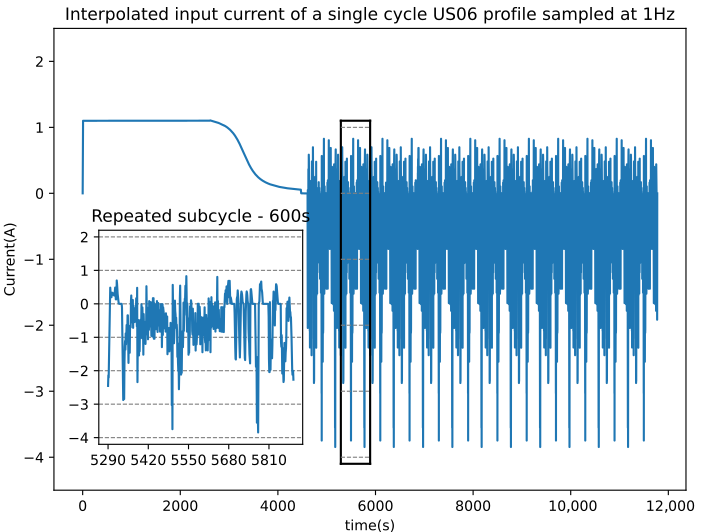 Interpolated input current of a single cycle US06 profile sampled at 1Hz
Current(A)
2
1
0
−1
−2
−3
−4
Repeated subcycle - 600s
2
1
0
−1
−2
−3
−4
5290 5420 5550 5680 5810
0 2000 4000 6000 8000 10,000 12,000
time(s)